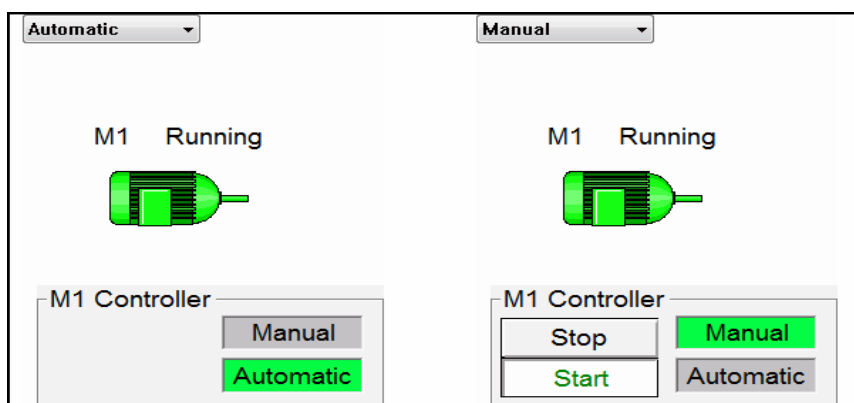 Automatic
M1 Running
M1 Controller
Manual
Automatic
Manual
M1 Running
M1 Controller
Stop
Manual
Start
Automatic